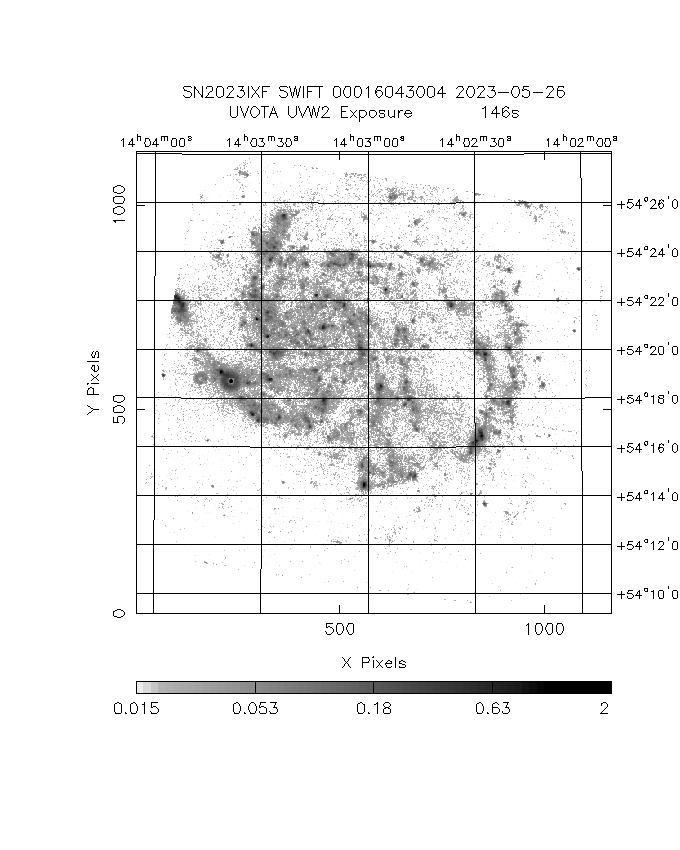 SN2023IXF SWIFT 00016043004 2023-05-26
UVOTA UVW2 Exposure 146s
14h04m00s 14h03m30s 14h03m00s 14h02m30s 14h02m00s
1000
500
0
Y Pixels
+54°26'0
+54°24'0
+54°22'0
+54°20'0
+54°18'0
+54°16'0
+54°14'0
+54°12'0
+54°10'0
500 1000
X Pixels
0.015 0.053 0.18 0.63 2